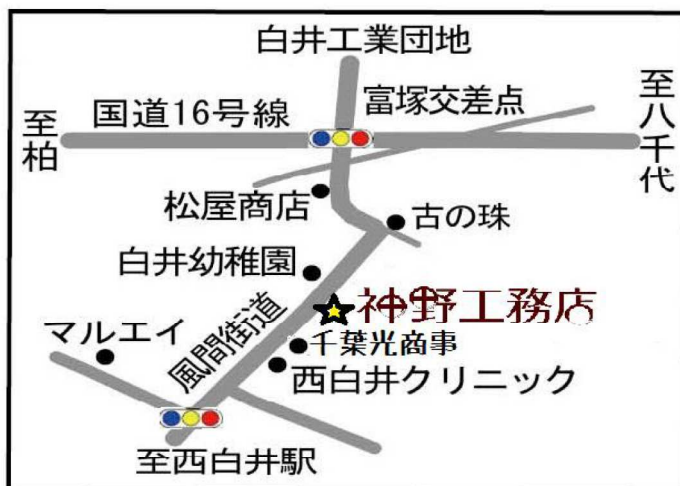 白井工業団地
国道16号線
富塚交差点
至柏
至八千代
松屋商店
古の珠
白井幼稚園
神野工務店
風間街道
マルエイ
千葉光商事
西白井クリニック
至西白井駅